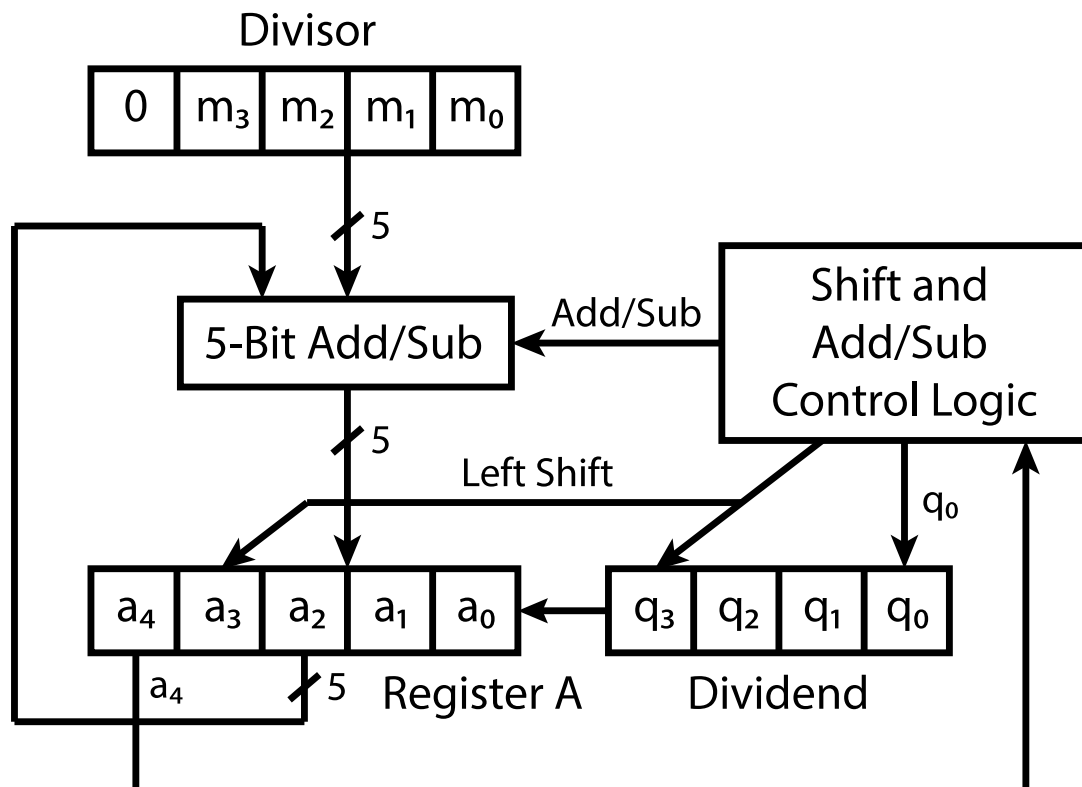 Divisor
0 m₃ m₂ m₁ m₀
5
5-Bit Add/Sub
Add/Sub
Shift and
Add/Sub
Control Logic
5
Left Shift
q₀
a₄ a₃ a₂ a₁ a₀
q₃ q₂ q₁ q₀
a₄
5
Register A
Dividend